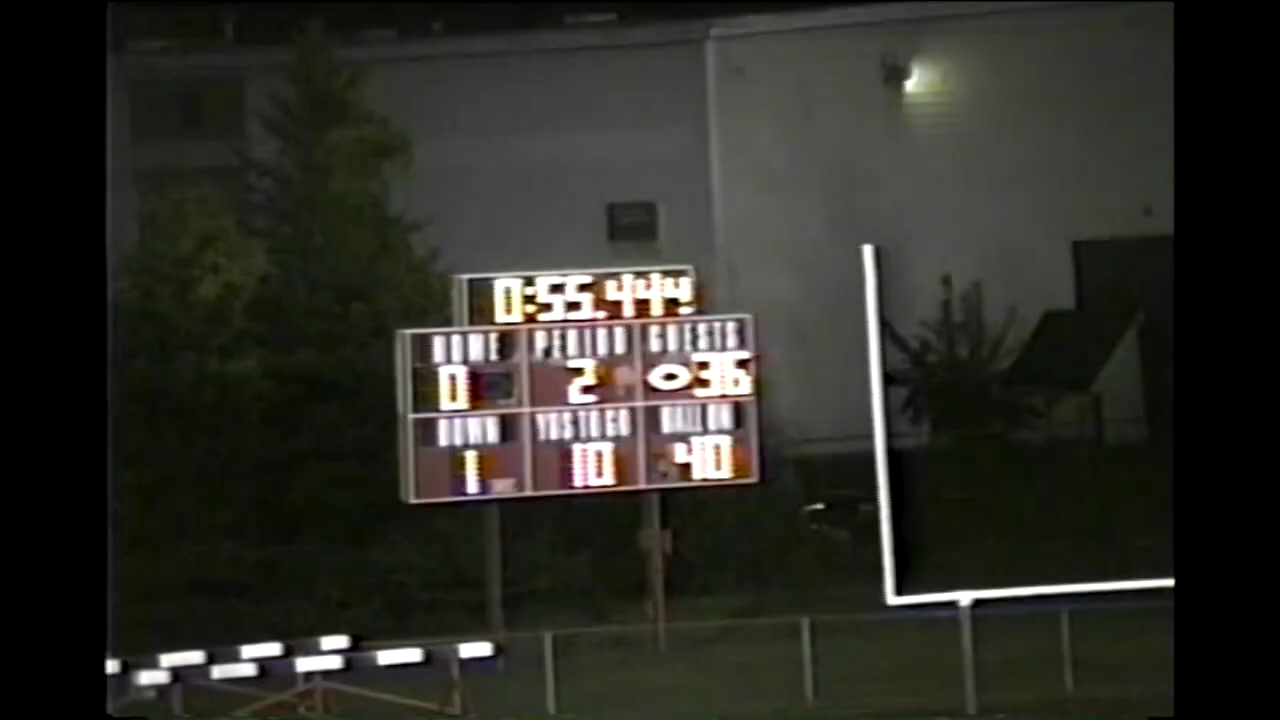 0:55.444
HOME PERIOD GUESTS
0 2 36
DOWN YDS TO GO BALL ON
1 10 40